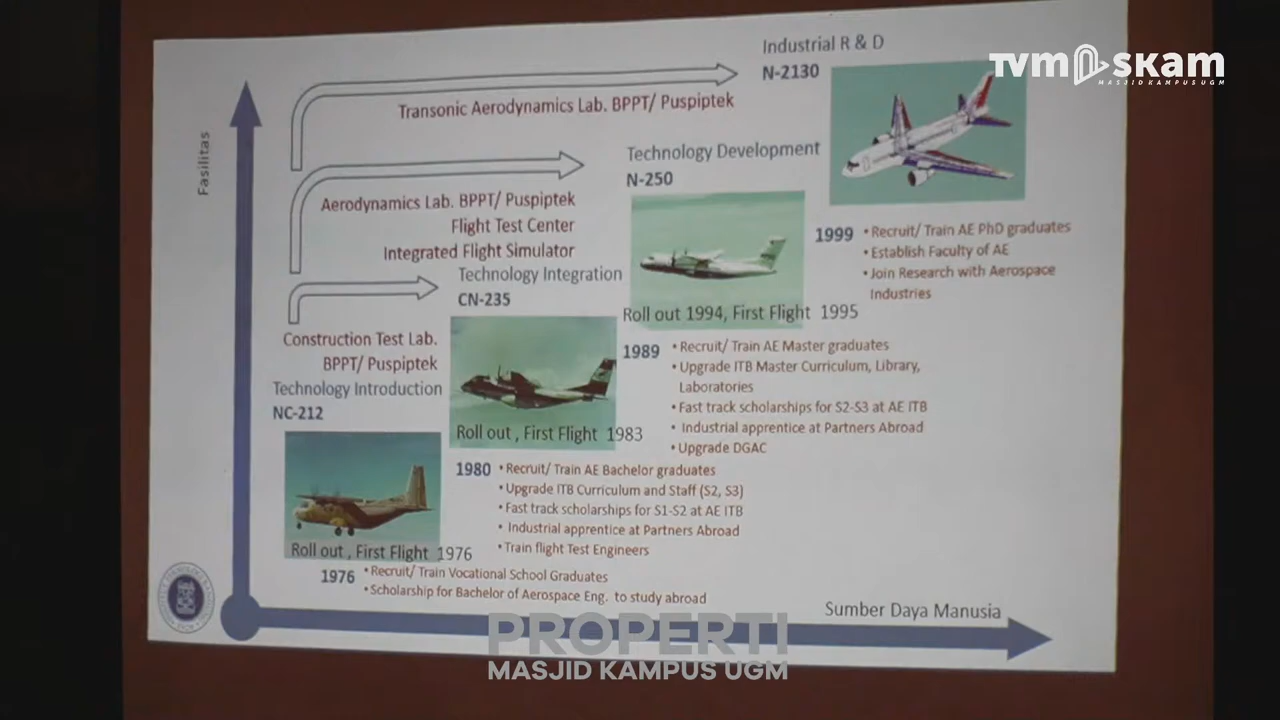 Industrial R & D
N-2130
TVM SKAM
MASJID KAMPUS UGM
Transonic Aerodynamics Lab. BPPT/ Puspiptek
Fasilitas
Technology Development
N-250
Aerodynamics Lab. BPPT/ Puspiptek
Flight Test Center
Integrated Flight Simulator
1999
• Recruit/ Train AE PhD graduates
• Establish Faculty of AE
• Join Research with Aerospace
Industries
Technology Integration
CN-235
Roll out 1994, First Flight 1995
Construction Test Lab.
BPPT/ Puspiptek
1989
• Recruit/ Train AE Master graduates
• Upgrade ITB Master Curriculum, Library,
Laboratories
• Fast track scholarships for S2-S3 at AE ITB
• Industrial apprentice at Partners Abroad
• Upgrade DGAC
Technology Introduction
NC-212
Roll out , First Flight 1983
1980
• Recruit/ Train AE Bachelor graduates
• Upgrade ITB Curriculum and Staff (S2, S3)
• Fast track scholarships for S1-S2 at AE ITB
• Industrial apprentice at Partners Abroad
• Train flight Test Engineers
Roll out , First Flight 1976
1976
• Recruit/ Train Vocational School Graduates
• Scholarship for Bachelor of Aerospace Eng. to study abroad
Sumber Daya Manusia
PROPERTI
MASJID KAMPUS UGM